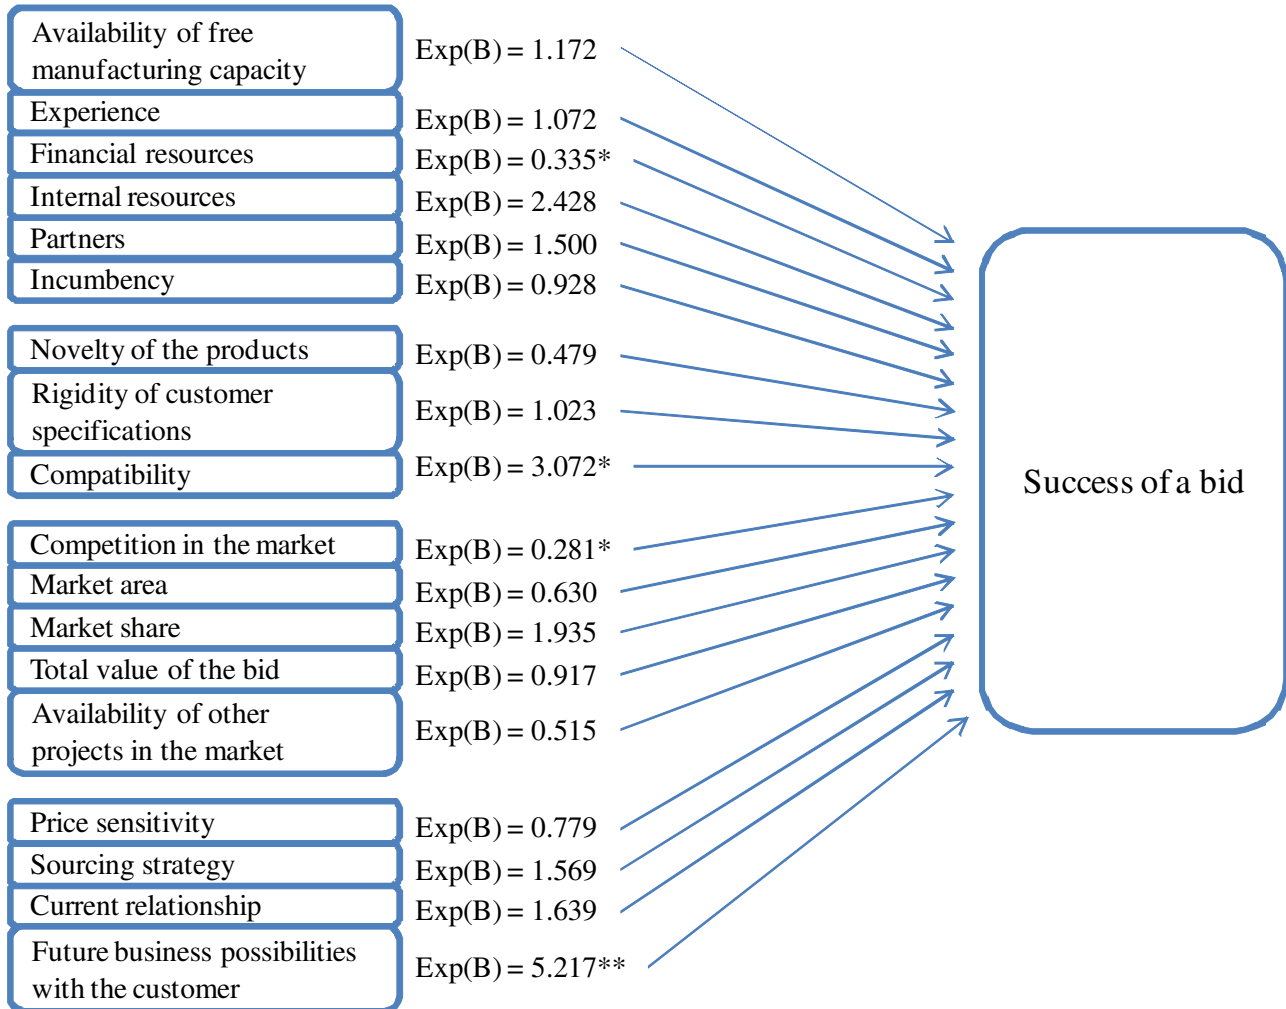 Availability of free
manufacturing capacity
Exp(B) = 1.172
Experience
Exp(B) = 1.072
Financial resources
Exp(B) = 0.335*
Internal resources
Exp(B) = 2.428
Partners
Exp(B) = 1.500
Incumbency
Exp(B) = 0.928
Novelty of the products
Exp(B) = 0.479
Rigidity of customer
specifications
Exp(B) = 1.023
Compatibility
Exp(B) = 3.072*
Competition in the market
Exp(B) = 0.281*
Market area
Exp(B) = 0.630
Market share
Exp(B) = 1.935
Total value of the bid
Exp(B) = 0.917
Availability of other
projects in the market
Exp(B) = 0.515
Price sensitivity
Exp(B) = 0.779
Sourcing strategy
Exp(B) = 1.569
Current relationship
Exp(B) = 1.639
Future business possibilities
with the customer
Exp(B) = 5.217**
Success of a bid